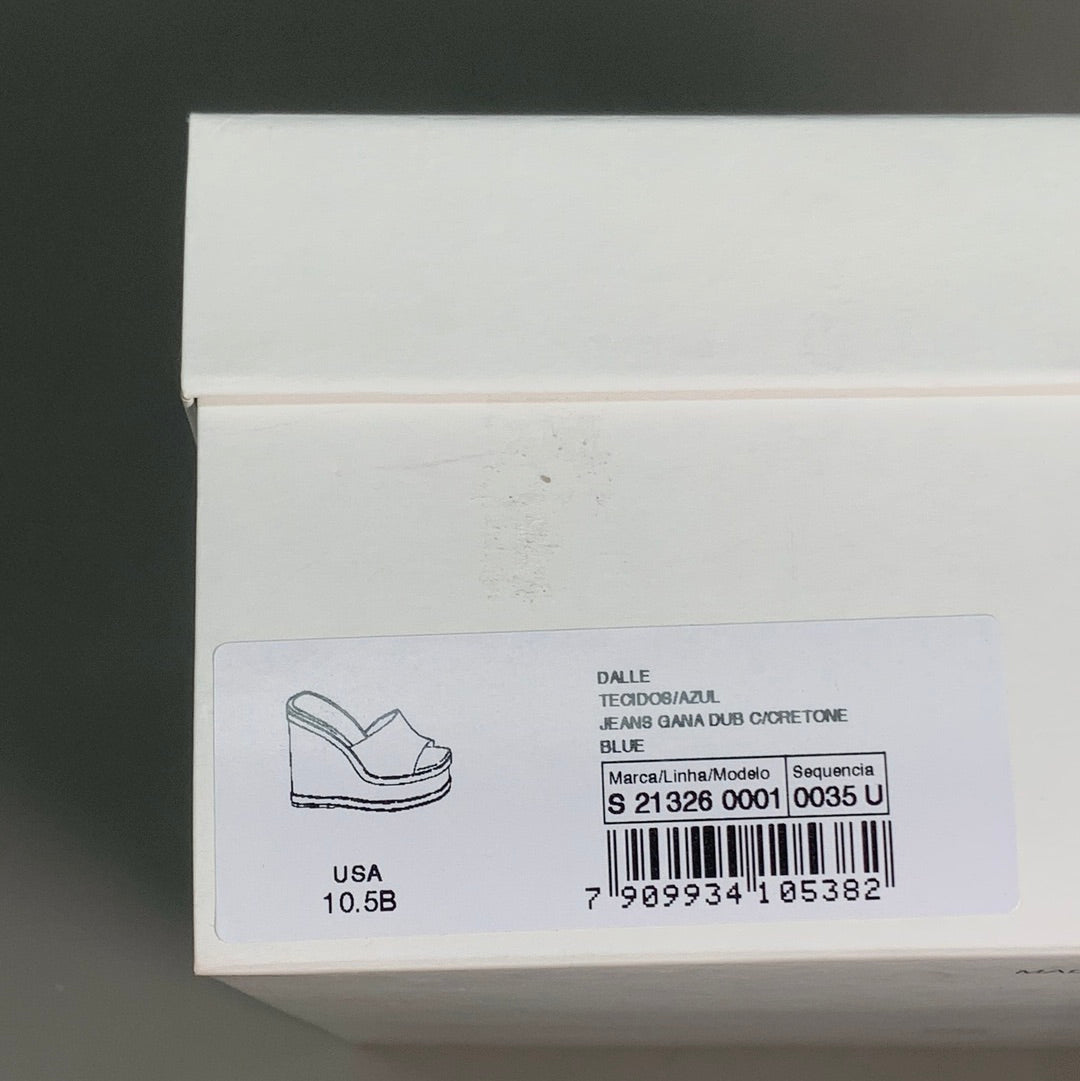 DALLE
TECIDOS/AZUL
JEANS GANA DUB C/CRETONE
BLUE
Marca/Linha/Modelo Sequencia
S 21326 0001 0035 U
7 909934 105382
USA
10.5B